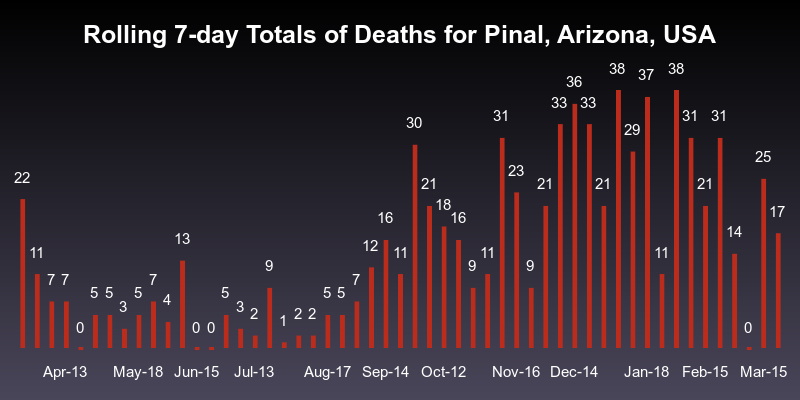 Rolling 7-day Totals of Deaths for Pinal, Arizona, USA
22 11 7 7 0 5 5 3 5 7 4 13 0 0 5 3 2 9 1 2 2 5 5 7 12 16 11 30 21 18 16 9 11 31 23 9 21 33 36 33 21 38 29 37 11 38 31 21 31 14 0 25 17
Apr-13 May-18 Jun-15 Jul-13 Aug-17 Sep-14 Oct-12 Nov-16 Dec-14 Jan-18 Feb-15 Mar-15